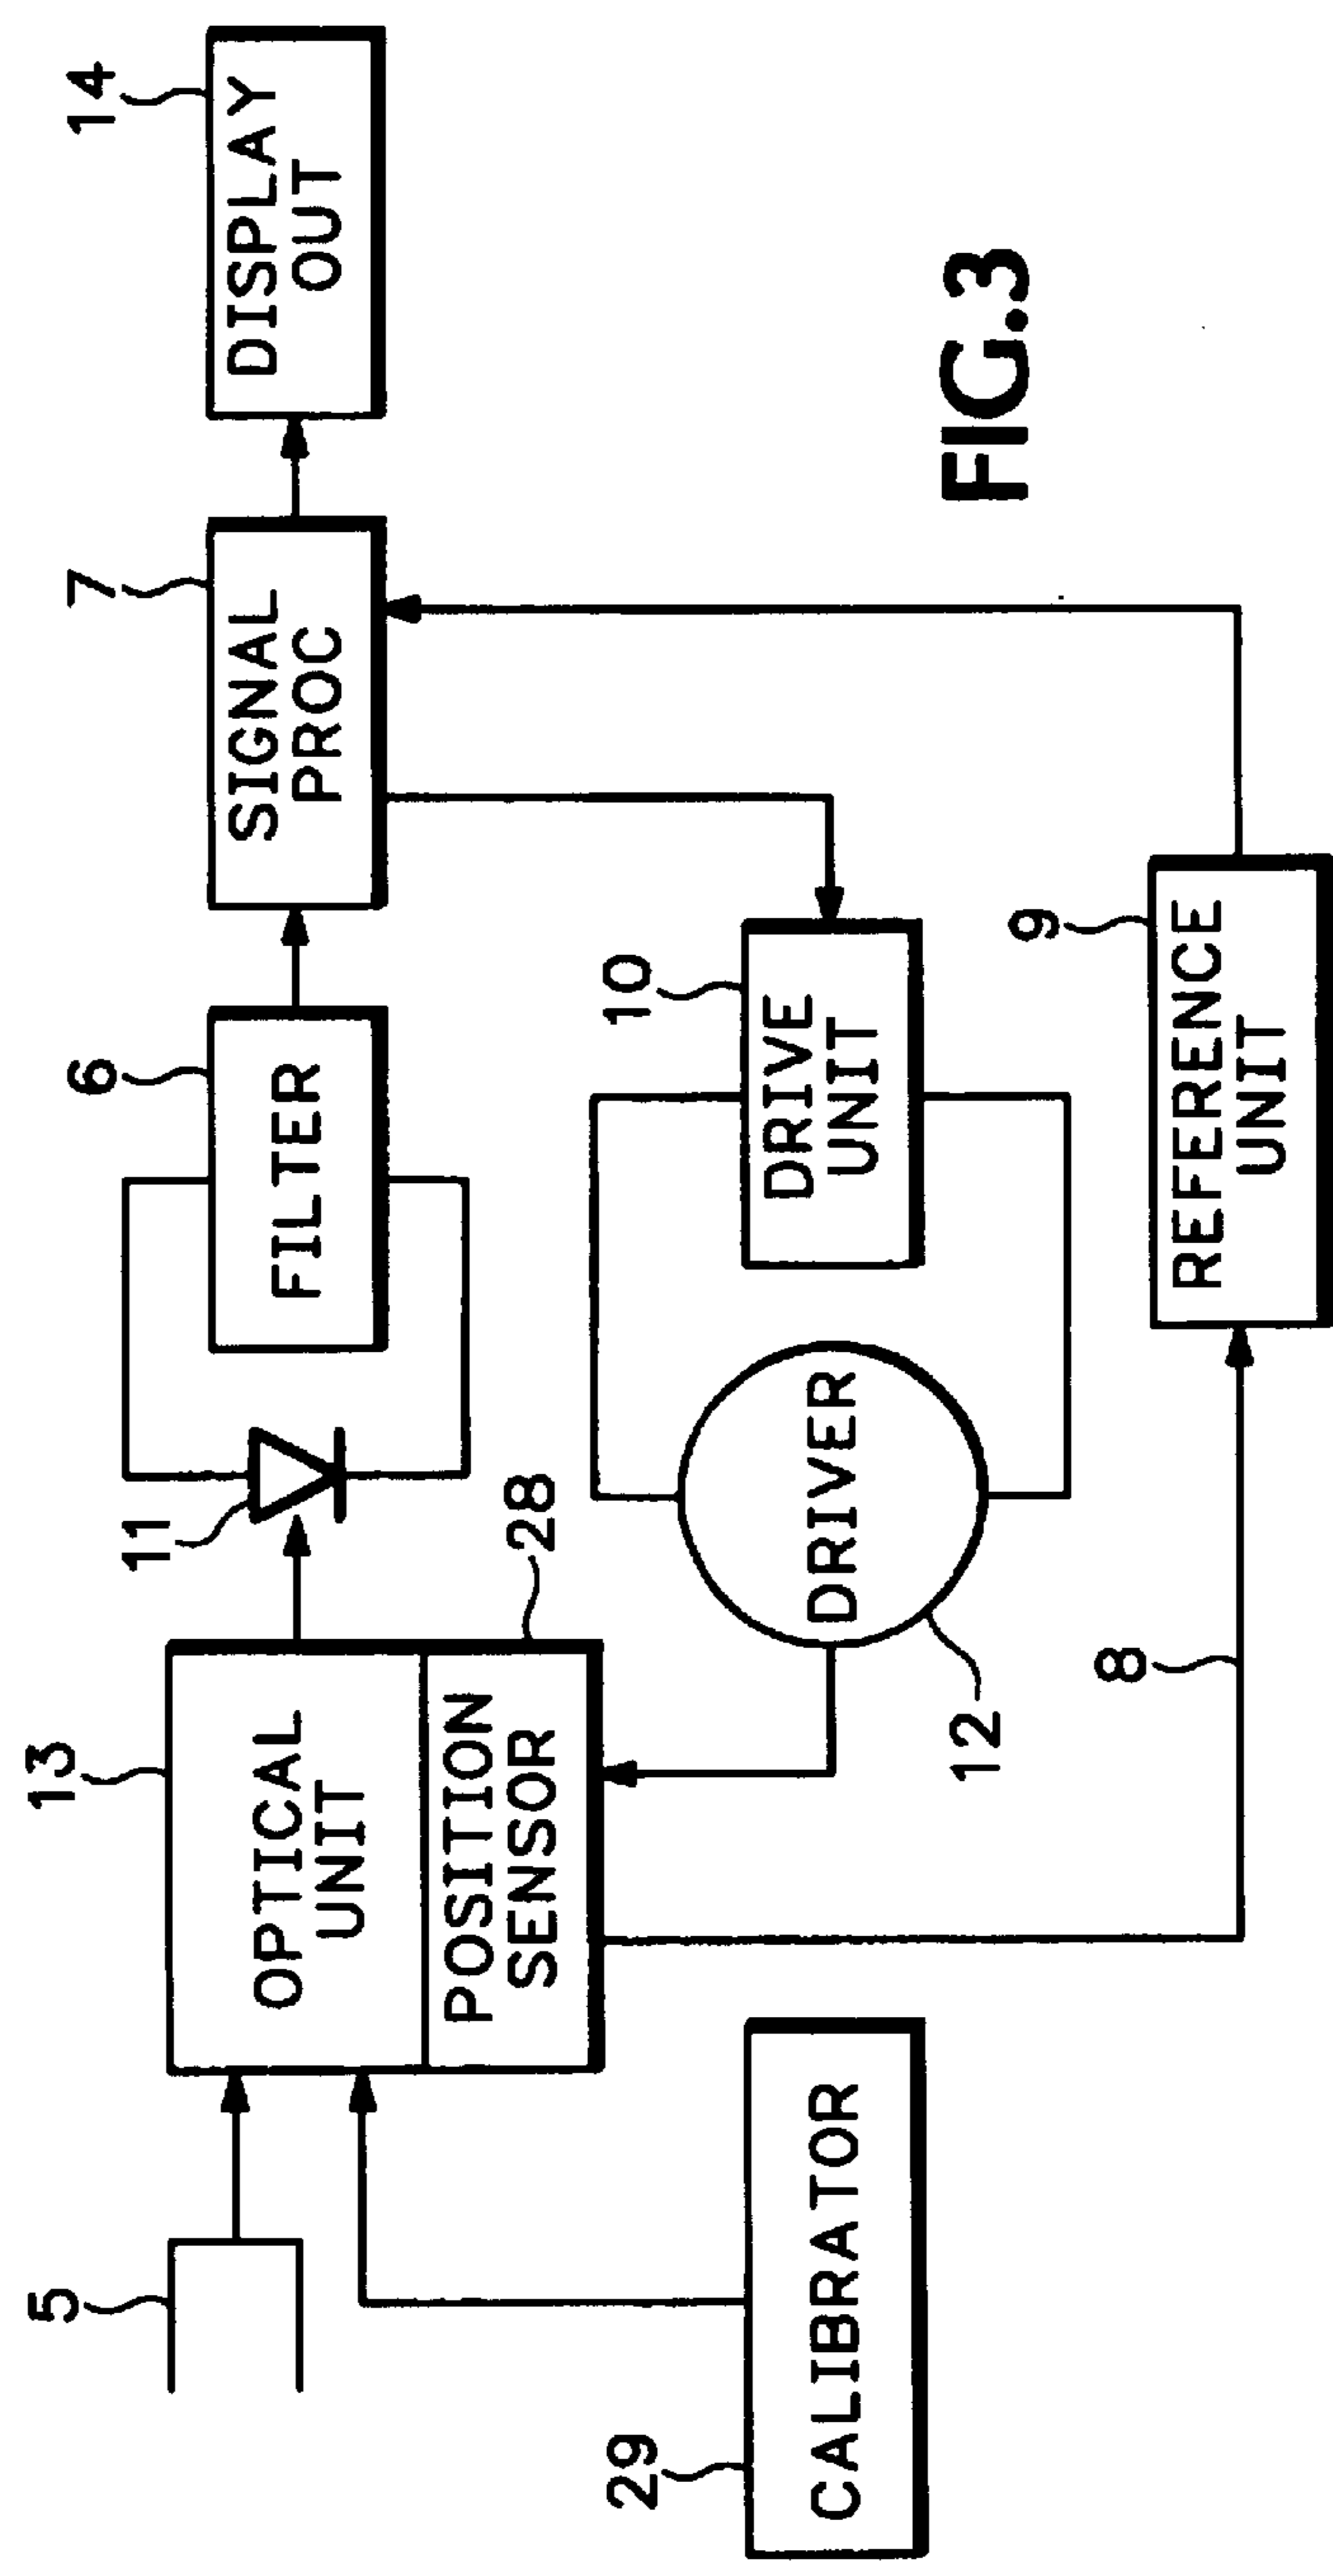 5
13
OPTICAL
UNIT
POSITION
SENSOR
28
11
6
FILTER
7
SIGNAL
PROC
14
DISPLAY
OUT
29
CALIBRATOR
12
DRIVER
10
DRIVE
UNIT
8
9
REFERENCE
UNIT
FIG.3